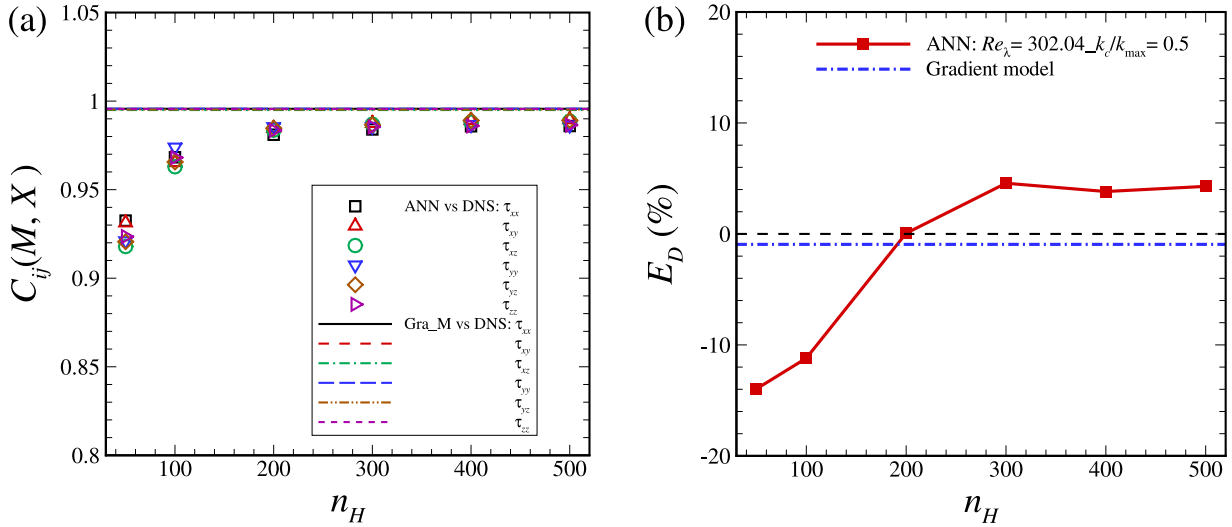 (a)
1.05
1
0.95
0.9
0.85
0.8
C_ij(M, X)
ANN vs DNS: τ_xx
τ_xy
τ_xz
τ_yy
τ_yz
τ_zz
Gra_M vs DNS: τ_xx
τ_xy
τ_xz
τ_yy
τ_yz
τ_zz
100 200 300 400 500
n_H
(b)
20
10
0
-10
-20
E_D (%)
ANN: Re_λ= 302.04_k_c/k_max= 0.5
Gradient model
100 200 300 400 500
n_H